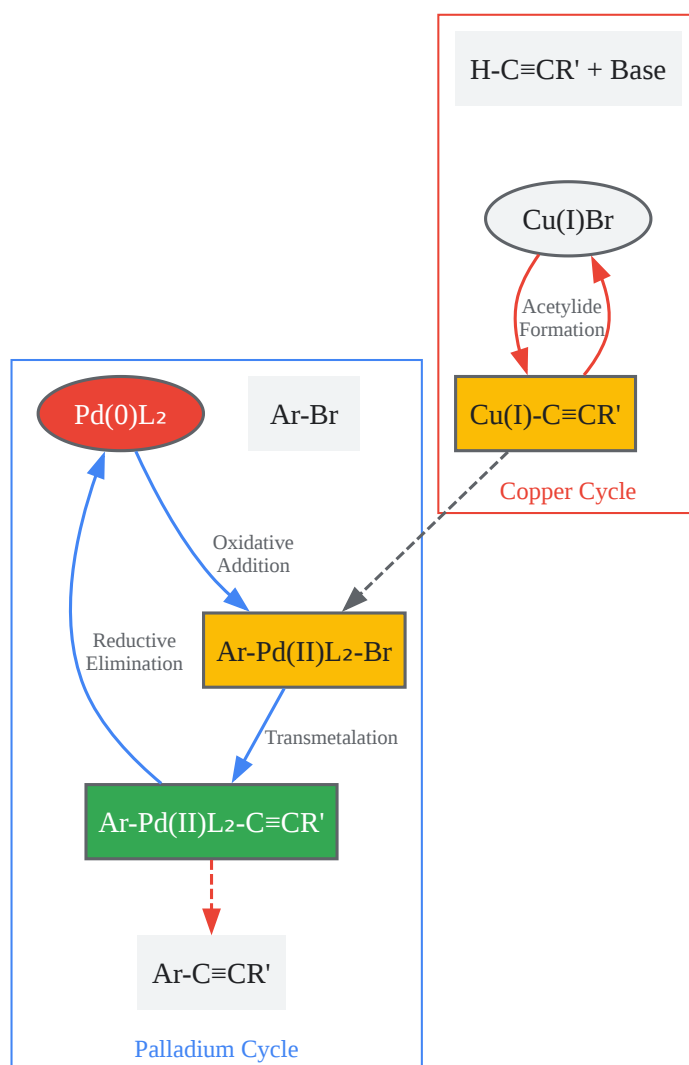 H-C≡CR' + Base
Cu(I)Br
Acetylide
Formation
Cu(I)-C≡CR'
Copper Cycle
Pd(0)L₂
Ar-Br
Oxidative
Addition
Ar-Pd(II)L₂-Br
Reductive
Elimination
Transmetalation
Ar-Pd(II)L₂-C≡CR'
Ar-C≡CR'
Palladium Cycle